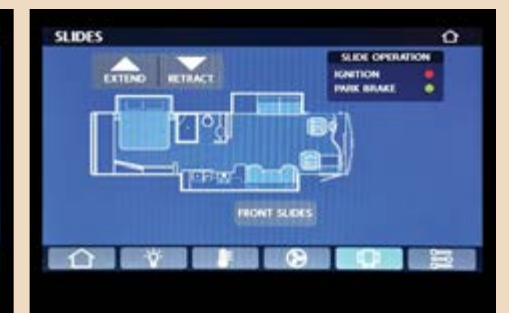 SLIDES
EXTEND RETRACT
SLIDE OPERATION
IGNITION
PARK BRAKE
FRONT SLIDES